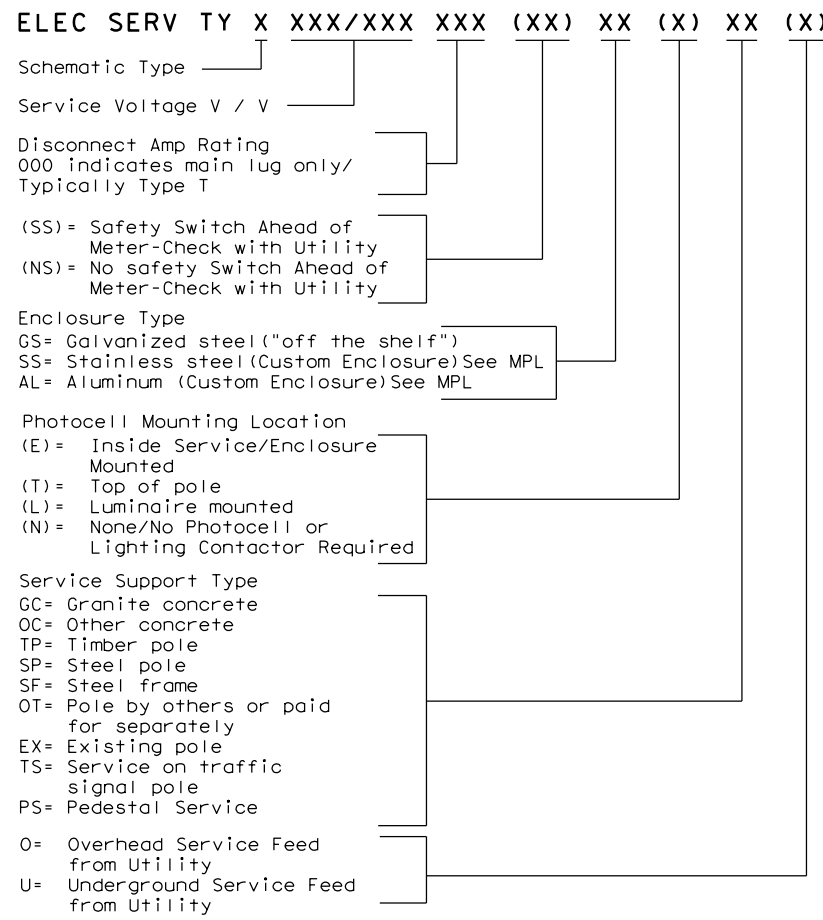 ELEC SERV TY X XXX/XXX XXX (XX) XX (X) XX (X)
Schematic Type
Service Voltage V / V
Disconnect Amp Rating
000 indicates main lug only/
Typically Type T
(SS)= Safety Switch Ahead of
Meter-Check with Utility
(NS)= No safety Switch Ahead of
Meter-Check with Utility
Enclosure Type
GS= Galvanized steel("off the shelf")
SS= Stainless steel(Custom Enclosure)See MPL
AL= Aluminum (Custom Enclosure)See MPL
Photocell Mounting Location
(E)= Inside Service/Enclosure
Mounted
(T)= Top of pole
(L)= Luminaire mounted
(N)= None/No Photocell or
Lighting Contactor Required
Service Support Type
GC= Granite concrete
OC= Other concrete
TP= Timber pole
SP= Steel pole
SF= Steel frame
OT= Pole by others or paid
for separately
EX= Existing pole
TS= Service on traffic
signal pole
PS= Pedestal Service
O= Overhead Service Feed
from Utility
U= Underground Service Feed
from Utility